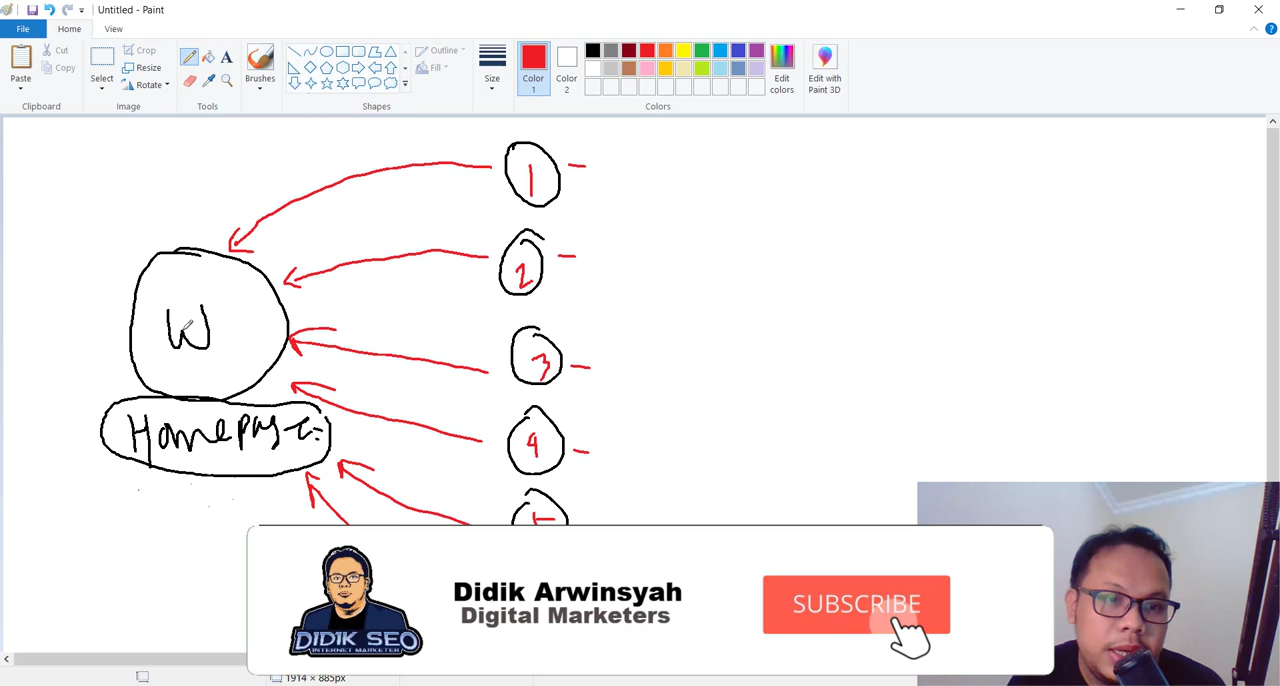 Untitled - Paint
File
Home
View
Paste
Cut
Copy
Clipboard
Select
Crop
Resize
Rotate
Image
Tools
Brushes
Shapes
Outline
Fill
Size
Color
1
Color
2
Colors
Edit
colors
Edit with
Paint 3D
1
2
W
3
Homepage
4
Didik Arwinsyah
Digital Marketers
SUBSCRIBE
DIDIK SEO
INTERNET MARKETER
1914 × 885px